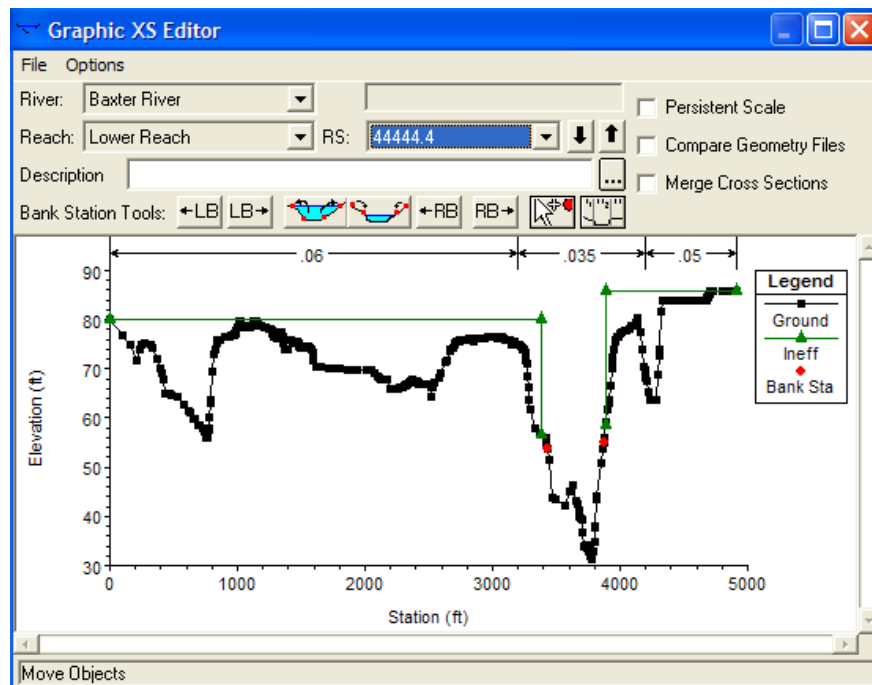 Graphic XS Editor
File Options
River: Baxter River
Reach: Lower Reach RS: 44444.4
Description ...
Bank Station Tools: LB LB RB RB
Persistent Scale
Compare Geometry Files
Merge Cross Sections
.06 .035 .05
90
80
70
60
50
40
30
Elevation (ft)
0 1000 2000 3000 4000 5000
Station (ft)
Legend
Ground
Ineff
Bank Sta
Move Objects